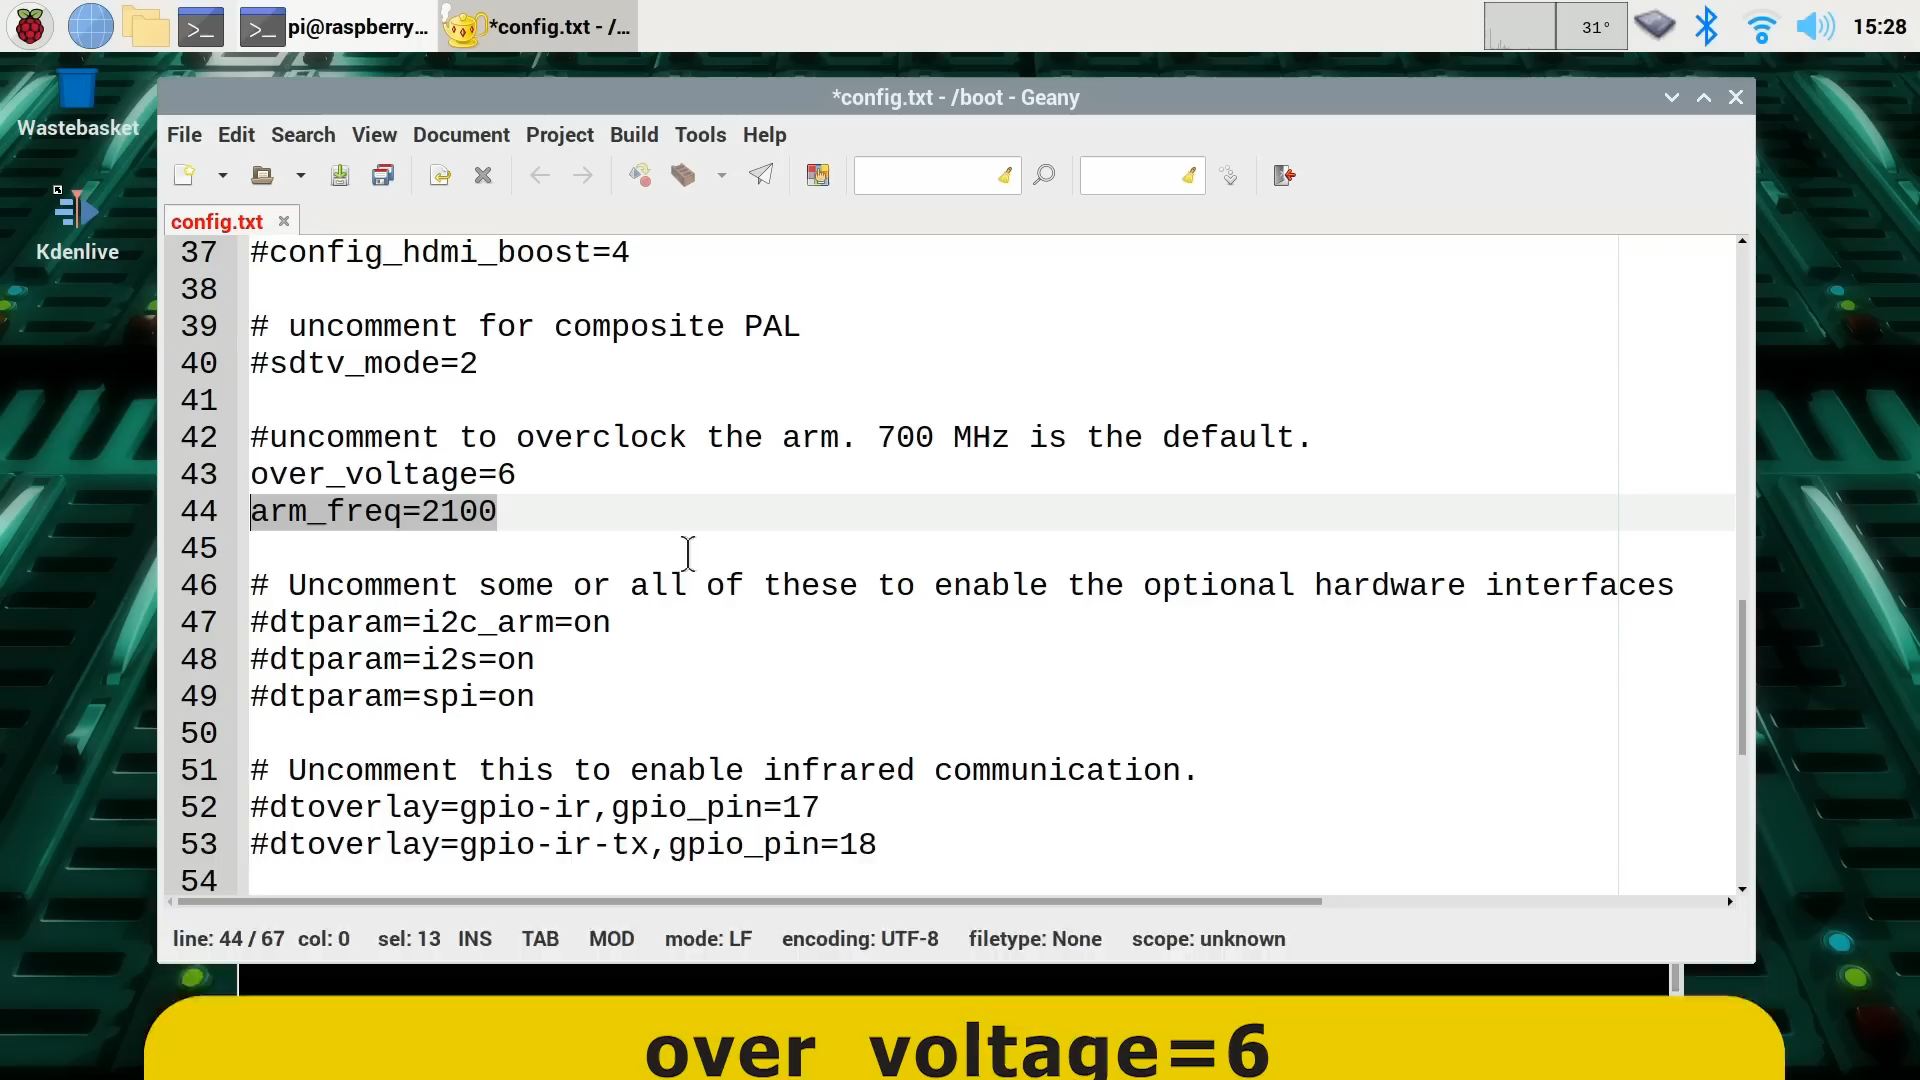 pi@raspberry...
*config.txt - /...
31°
15:28
Wastebasket
Kdenlive
*config.txt - /boot - Geany
File Edit Search View Document Project Build Tools Help
config.txt
37 #config_hdmi_boost=4
38
39 # uncomment for composite PAL
40 #sdtv_mode=2
41
42 #uncomment to overclock the arm. 700 MHz is the default.
43 over_voltage=6
44 arm_freq=2100
45
46 # Uncomment some or all of these to enable the optional hardware interfaces
47 #dtparam=i2c_arm=on
48 #dtparam=i2s=on
49 #dtparam=spi=on
50
51 # Uncomment this to enable infrared communication.
52 #dtoverlay=gpio-ir,gpio_pin=17
53 #dtoverlay=gpio-ir-tx,gpio_pin=18
54
line: 44 / 67 col: 0 sel: 13 INS TAB MOD mode: LF encoding: UTF-8 filetype: None scope: unknown
over voltage=6